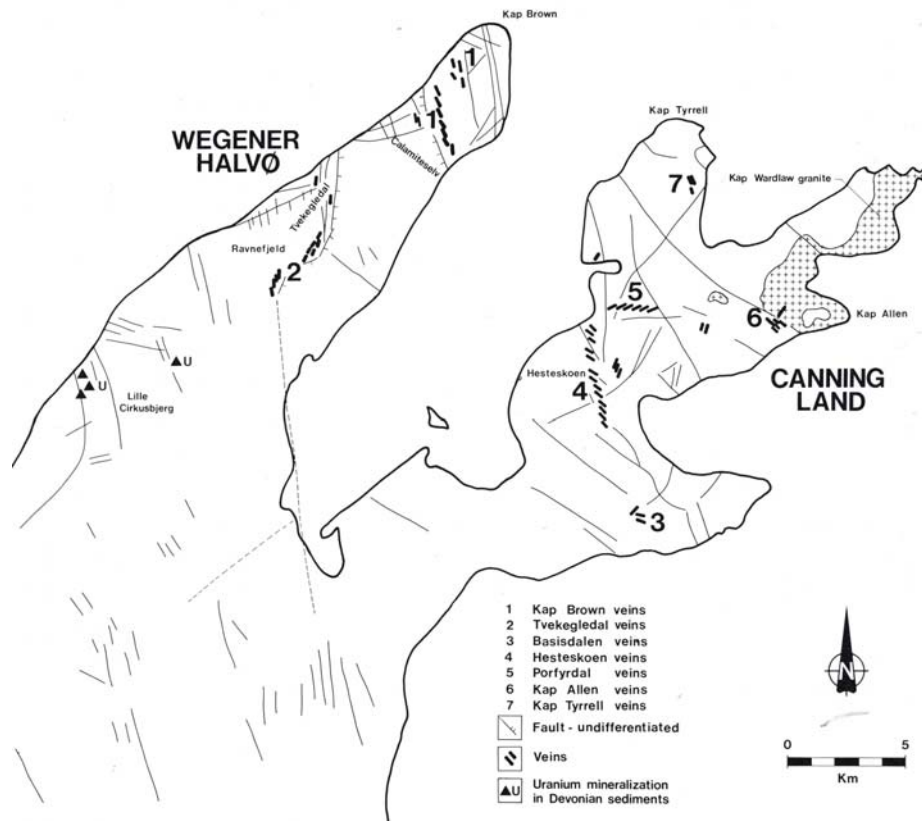 Kap Brown
1
WEGENER
HALVØ
1
Calamiteselv
Kap Tyrrell
7
Kap Wardlaw granite
Tvekegledal
Ravnefjeld
2
5
6
Kap Allen
U
U
Lille
Cirkusbjerg
Hesteskoen
4
CANNING
LAND
3
1 Kap Brown veins
2 Tvekegledal veins
3 Basisdalen veins
4 Hesteskoen veins
5 Porfyrdal veins
6 Kap Allen veins
7 Kap Tyrrell veins
Fault - undifferentiated
Veins
U Uranium mineralization
in Devonian sediments
N
0 5
Km